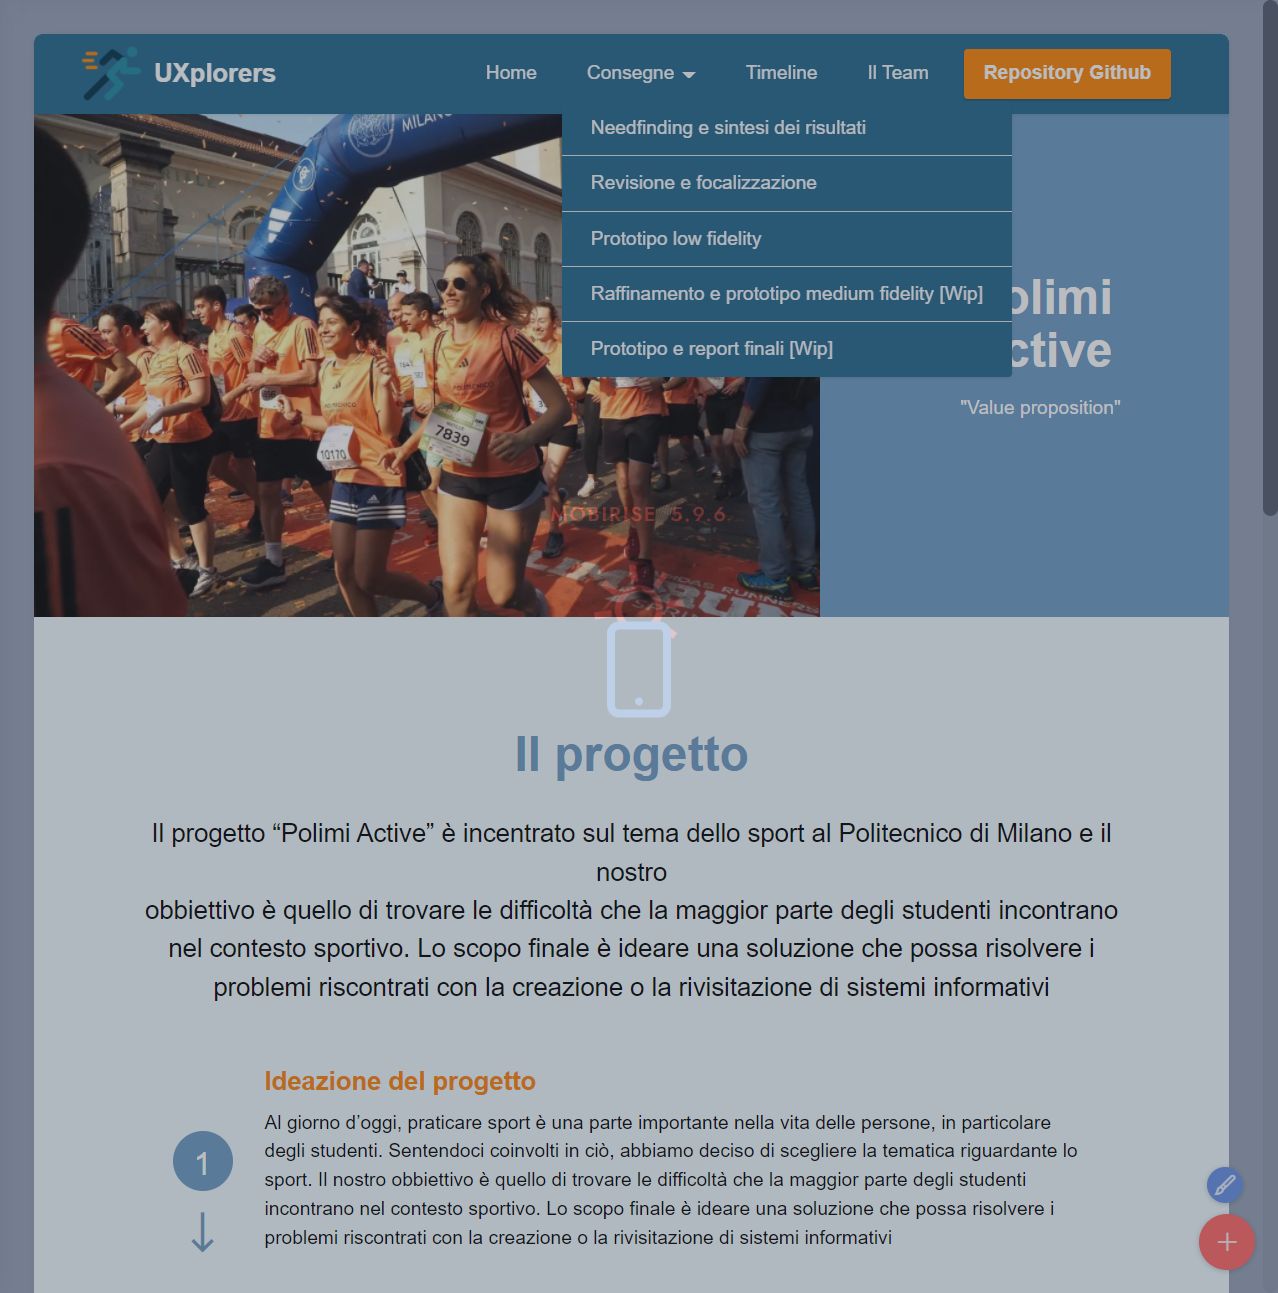 UXplorers
Home
Consegne
Timeline
Il Team
Repository Github
Needfinding e sintesi dei risultati
Revisione e focalizzazione
Prototipo low fidelity
Raffinamento e prototipo medium fidelity [Wip]
Prototipo e report finali [Wip]
MILANO
olimi
ctive
"Value proposition"
7839
10170
POLITECNICO
MOBIRISE 5.9.6
ADIDAS RUNNERS
Il progetto
Il progetto “Polimi Active” è incentrato sul tema dello sport al Politecnico di Milano e il
nostro
obbiettivo è quello di trovare le difficoltà che la maggior parte degli studenti incontrano
nel contesto sportivo. Lo scopo finale è ideare una soluzione che possa risolvere i
problemi riscontrati con la creazione o la rivisitazione di sistemi informativi
Ideazione del progetto
1
Al giorno d’oggi, praticare sport è una parte importante nella vita delle persone, in particolare
degli studenti. Sentendoci coinvolti in ciò, abbiamo deciso di scegliere la tematica riguardante lo
sport. Il nostro obbiettivo è quello di trovare le difficoltà che la maggior parte degli studenti
incontrano nel contesto sportivo. Lo scopo finale è ideare una soluzione che possa risolvere i
problemi riscontrati con la creazione o la rivisitazione di sistemi informativi